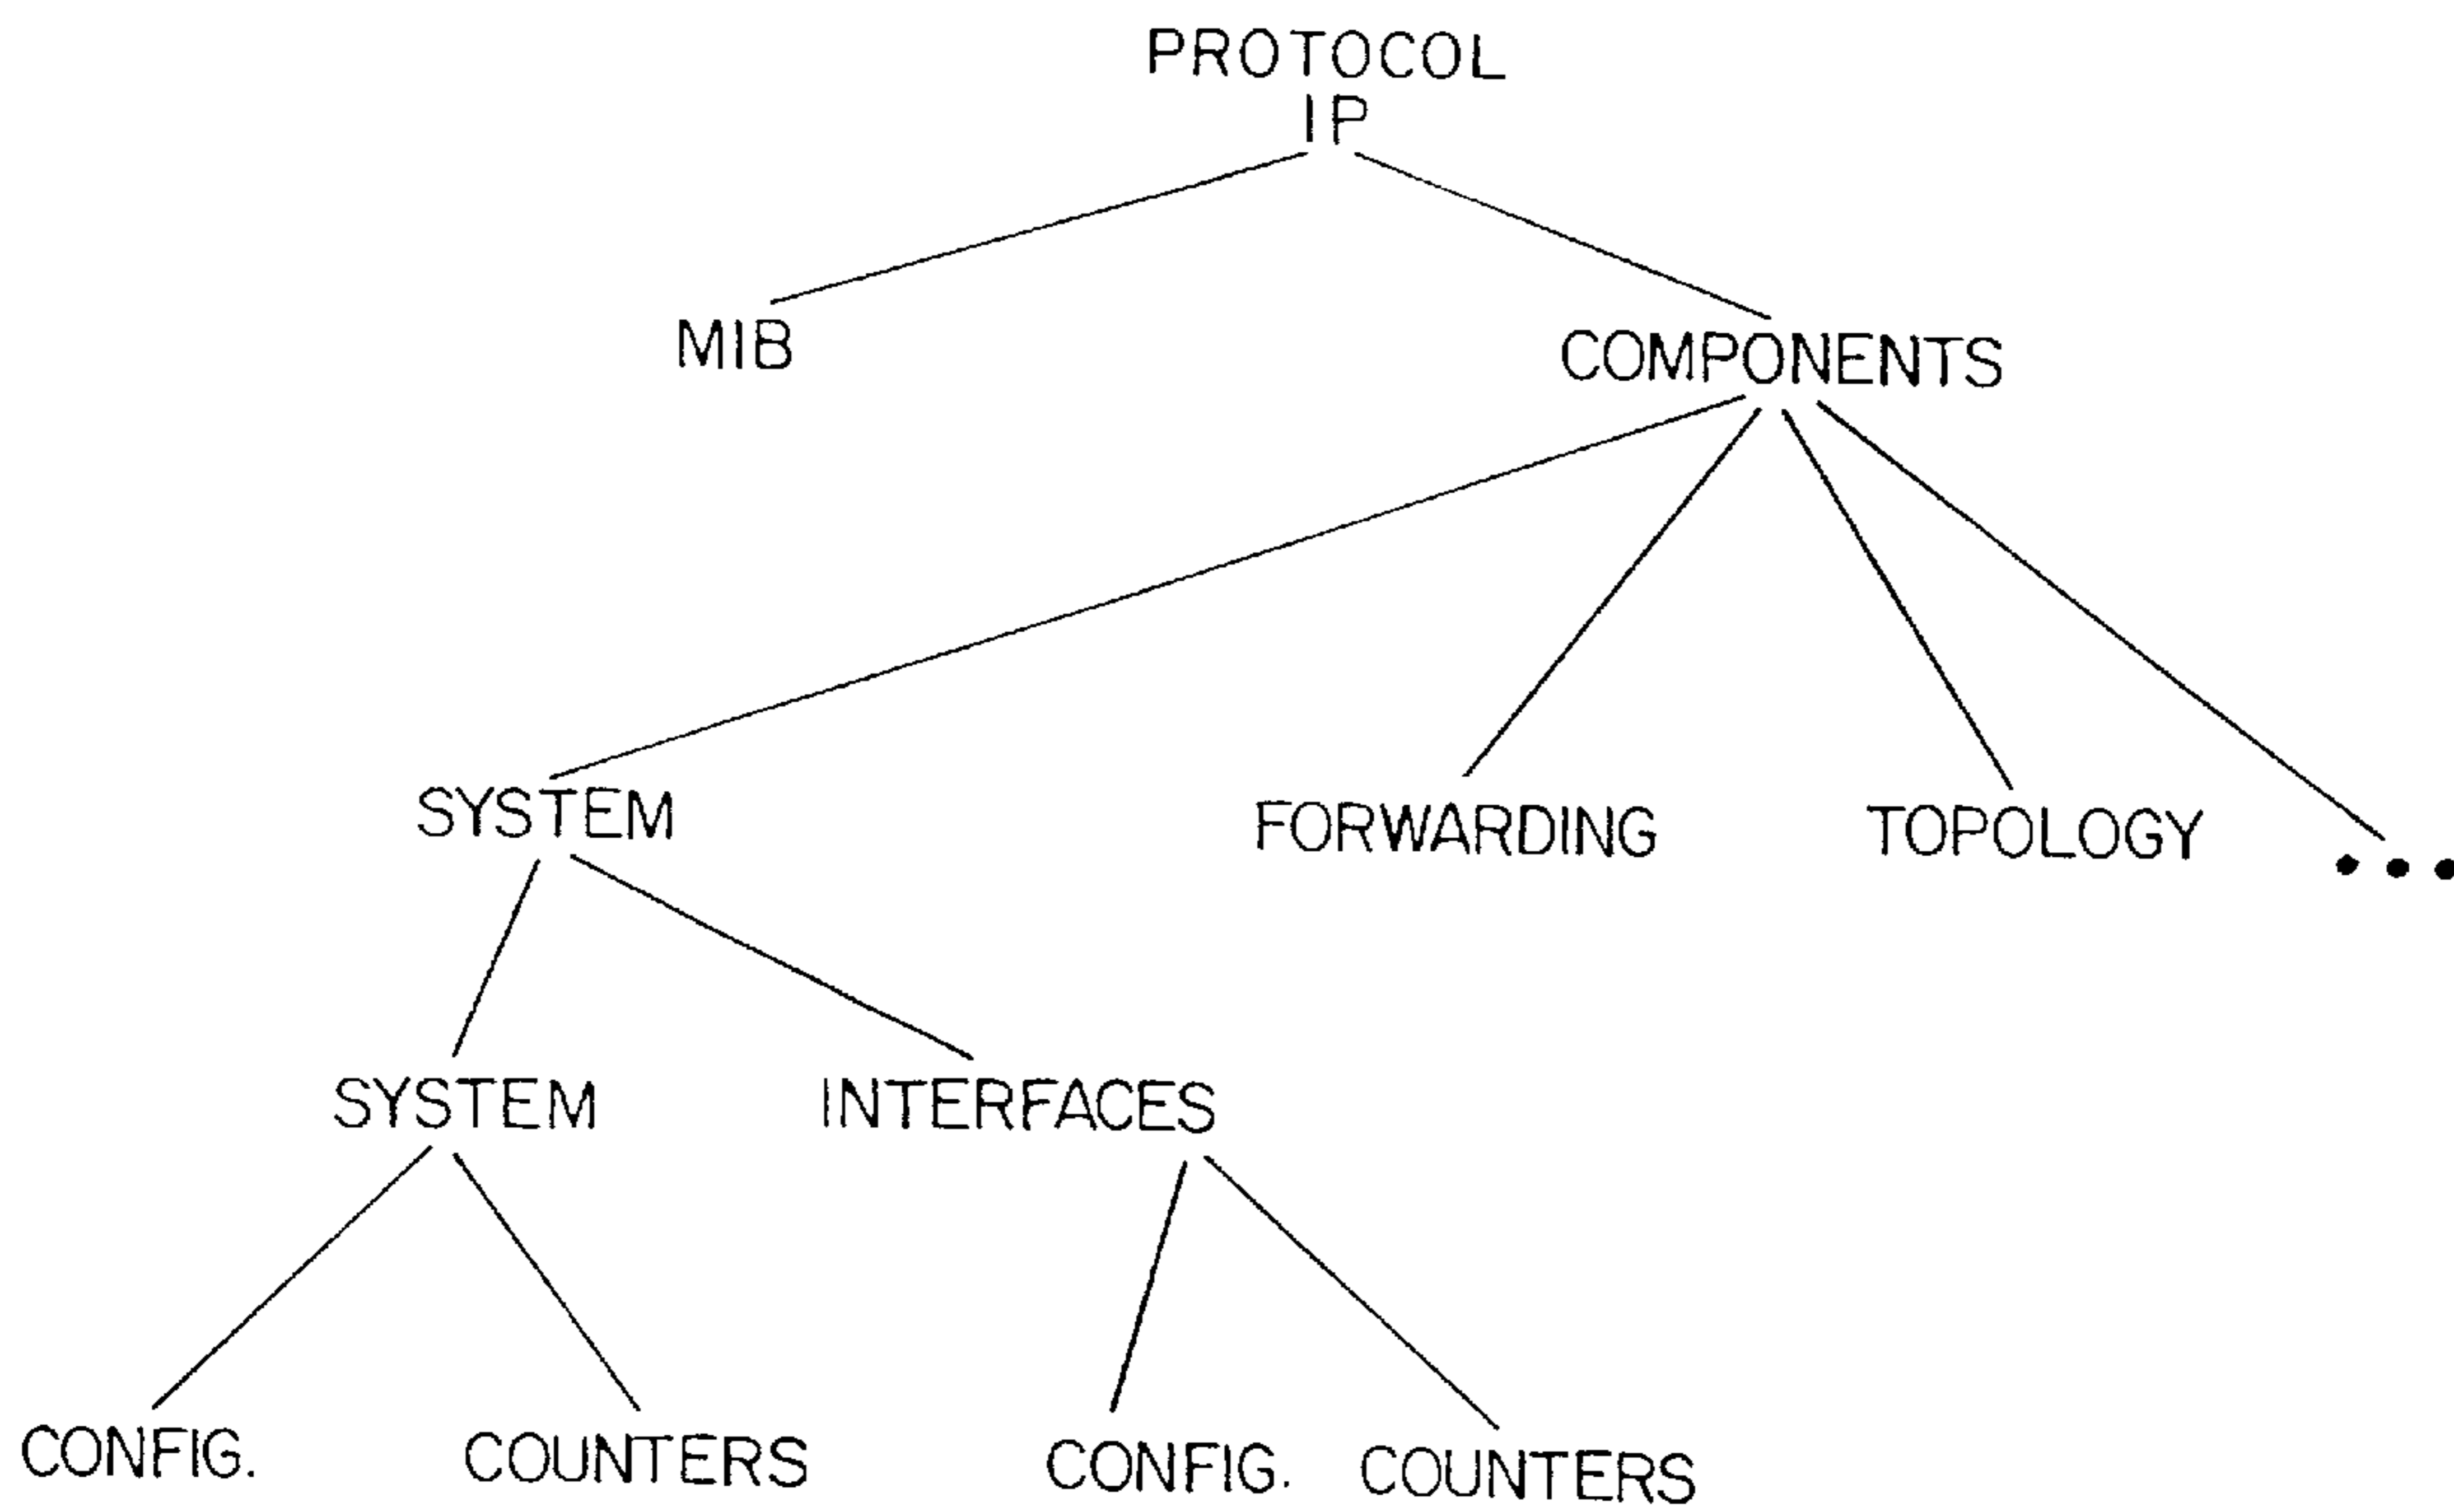 PROTOCOL
IP
MIB
COMPONENTS
SYSTEM
FORWARDING
TOPOLOGY
...
SYSTEM
INTERFACES
CONFIG.
COUNTERS
CONFIG.
COUNTERS